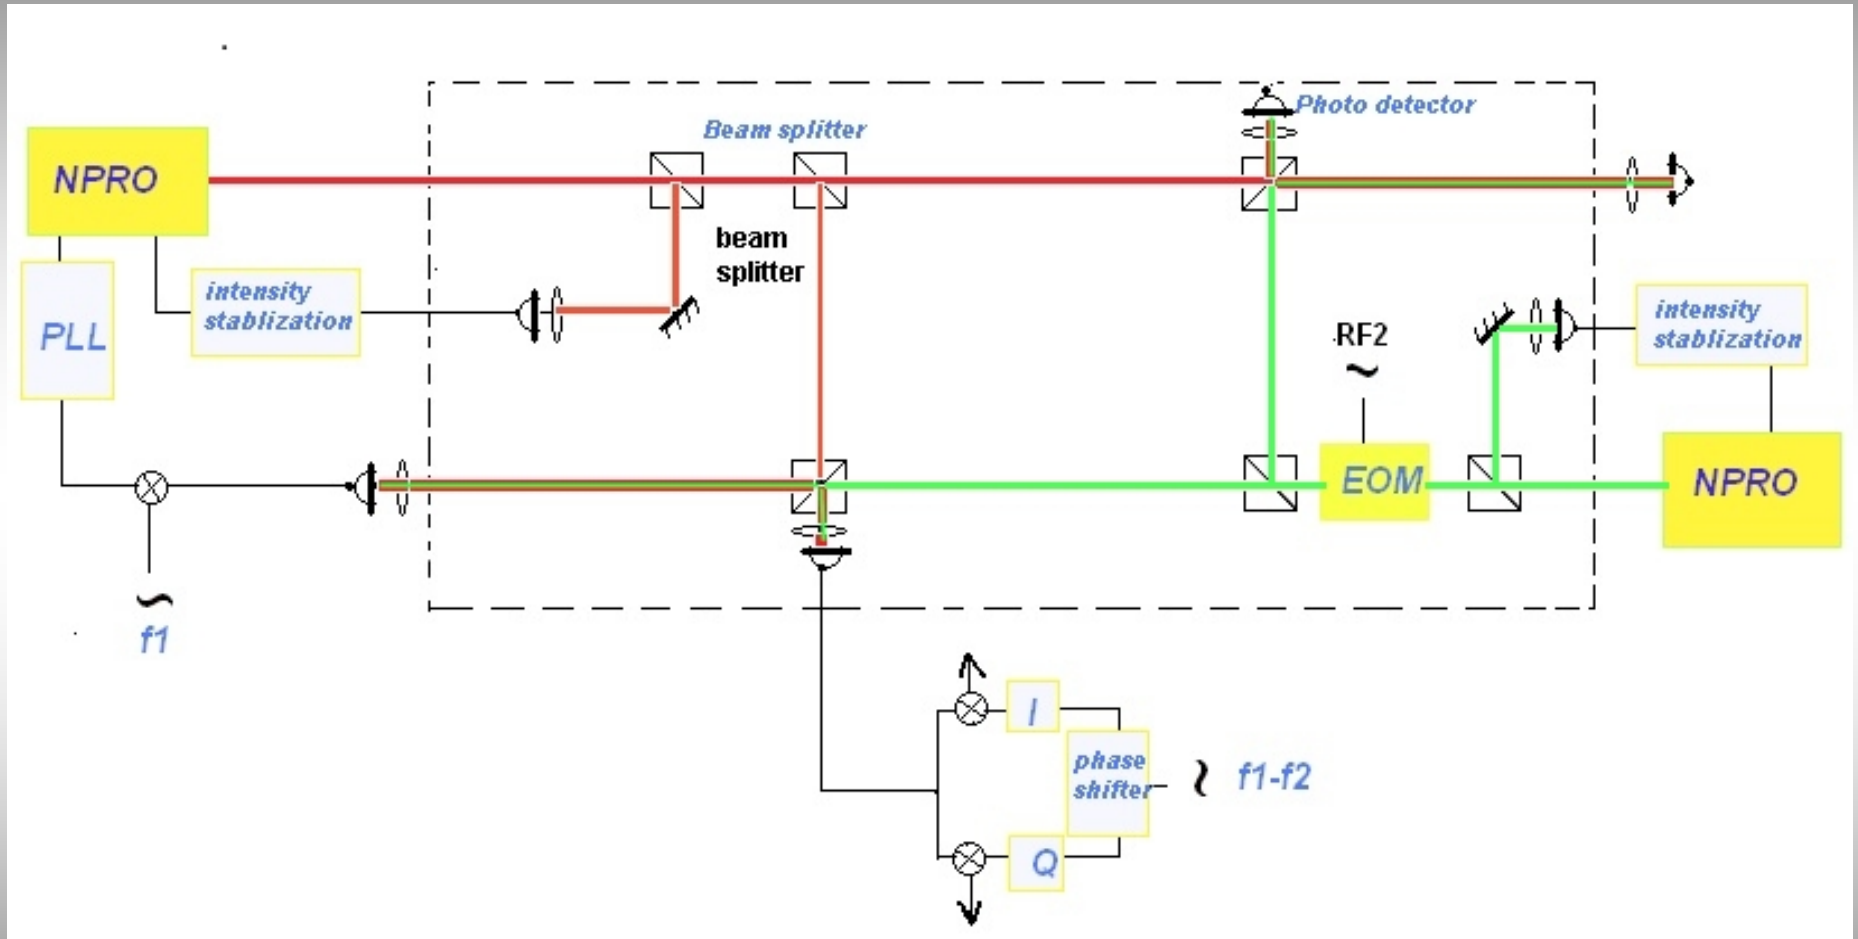 Photo detector
Beam splitter
NPRO
beam
splitter
intensity
stablization
intensity
stablization
PLL
RF2
~
EOM
NPRO
~
f1
I
phase
shifter
~ f1-f2
Q